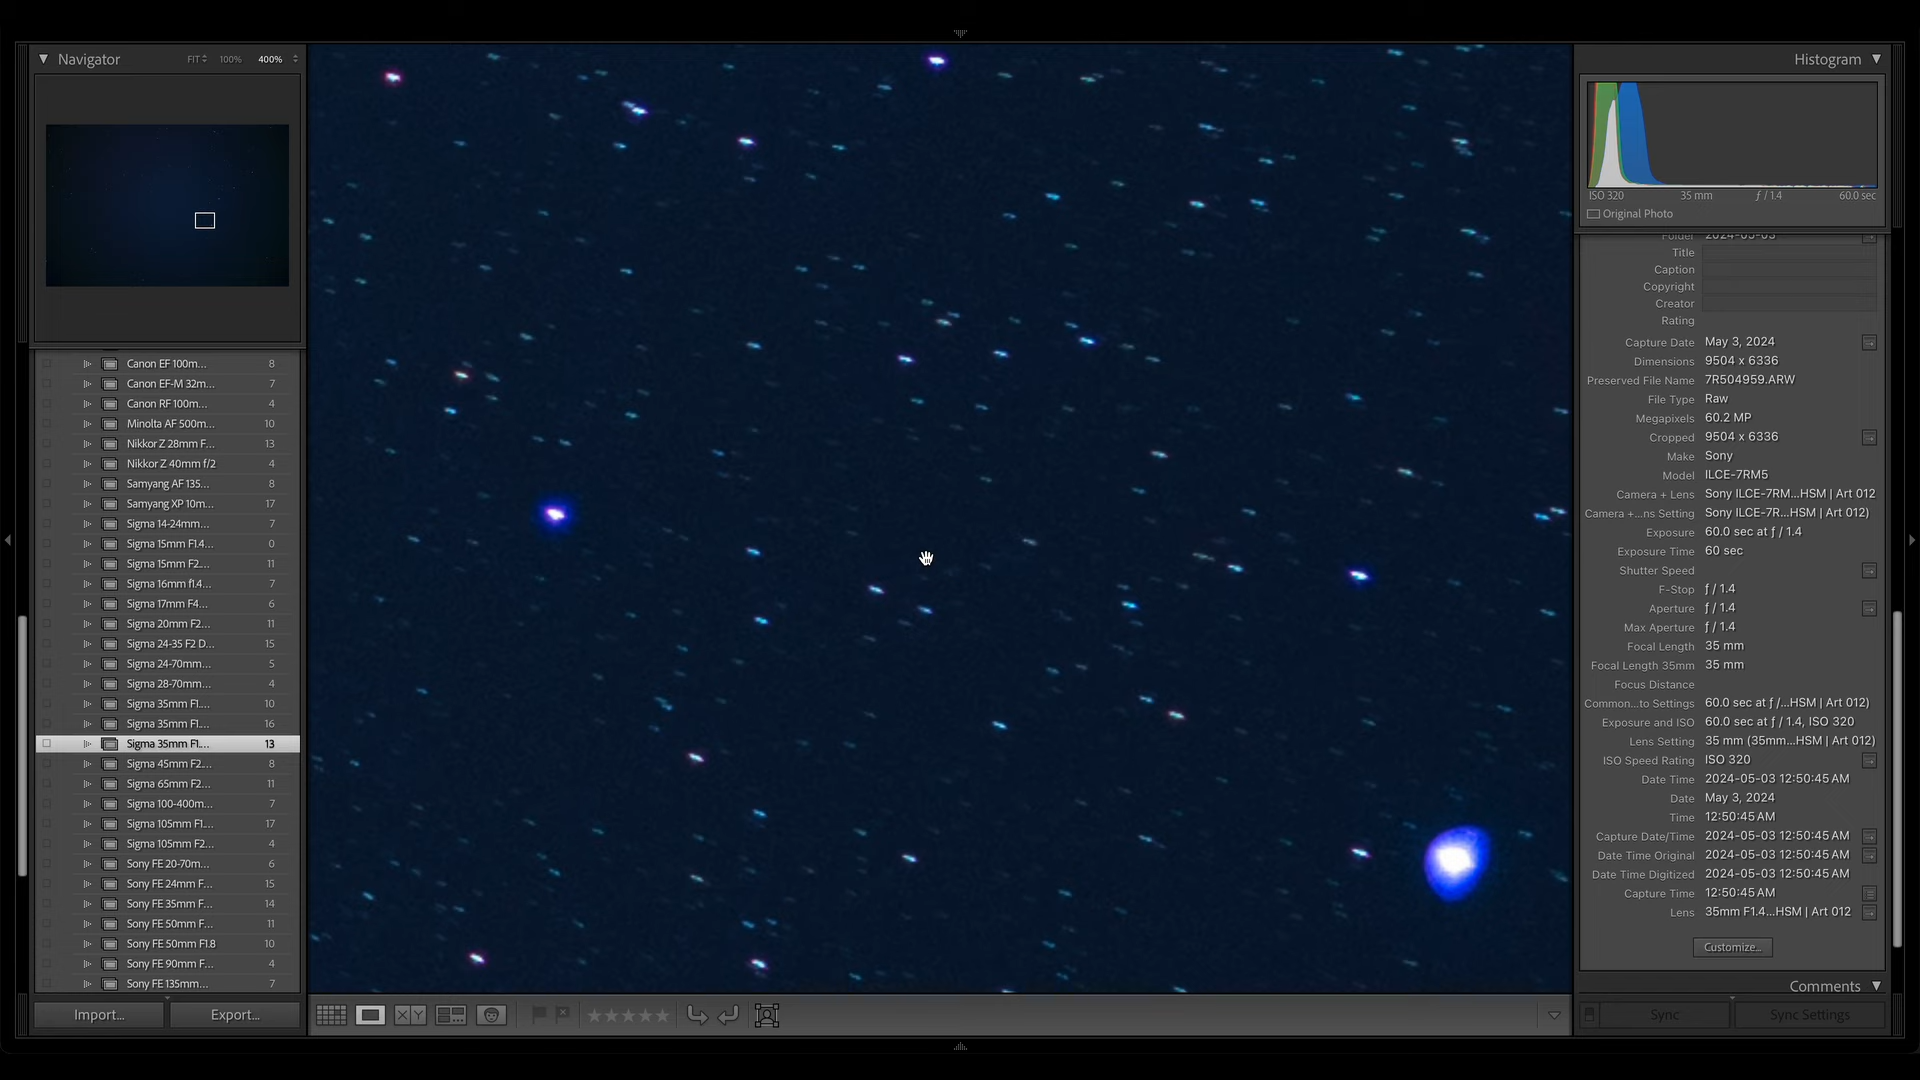 Navigator
FIT
100%
400%
Canon EF 100m... 8
Canon EF-M 32m... 7
Canon RF 100m... 4
Minolta AF 500m... 10
Nikkor Z 28mm F... 13
Nikkor Z 40mm f/2 4
Samyang AF 135... 8
Samyang XP 10m... 17
Sigma 14-24mm... 7
Sigma 15mm F1.4... 0
Sigma 15mm F2.... 11
Sigma 16mm f1.4... 7
Sigma 17mm F4... 6
Sigma 20mm F2... 11
Sigma 24-35 F2 D... 15
Sigma 24-70mm... 5
Sigma 28-70mm... 4
Sigma 35mm F1.... 10
Sigma 35mm F1.... 16
Sigma 35mm F1.... 13
Sigma 45mm F2.... 8
Sigma 65mm F2... 11
Sigma 100-400m... 7
Sigma 105mm F1.... 17
Sigma 105mm F2... 4
Sony FE 20-70m... 6
Sony FE 24mm F... 15
Sony FE 35mm F... 14
Sony FE 50mm F... 11
Sony FE 50mm F1.8 10
Sony FE 90mm F... 4
Sony FE 135mm... 7
Import...
Export...
X Y
Histogram
ISO 320 35 mm ƒ / 1.4 60.0 sec
Original Photo
Folder 2024-05-03
Title
Caption
Copyright
Creator
Rating
Capture Date May 3, 2024
Dimensions 9504 x 6336
Preserved File Name 7R504959.ARW
File Type Raw
Megapixels 60.2 MP
Cropped 9504 x 6336
Make Sony
Model ILCE-7RM5
Camera + Lens Sony ILCE-7RM...HSM | Art 012
Camera +...ns Setting Sony ILCE-7R...HSM | Art 012)
Exposure 60.0 sec at ƒ / 1.4
Exposure Time 60 sec
Shutter Speed
F-Stop ƒ / 1.4
Aperture ƒ / 1.4
Max Aperture ƒ / 1.4
Focal Length 35 mm
Focal Length 35mm 35 mm
Focus Distance
Common...to Settings 60.0 sec at ƒ /...HSM | Art 012)
Exposure and ISO 60.0 sec at ƒ / 1.4, ISO 320
Lens Setting 35 mm (35mm...HSM | Art 012)
ISO Speed Rating ISO 320
Date Time 2024-05-03 12:50:45 AM
Date May 3, 2024
Time 12:50:45 AM
Capture Date/Time 2024-05-03 12:50:45 AM
Date Time Original 2024-05-03 12:50:45 AM
Date Time Digitized 2024-05-03 12:50:45 AM
Capture Time 12:50:45 AM
Lens 35mm F1.4...HSM | Art 012
Customize...
Comments
Sync
Sync Settings